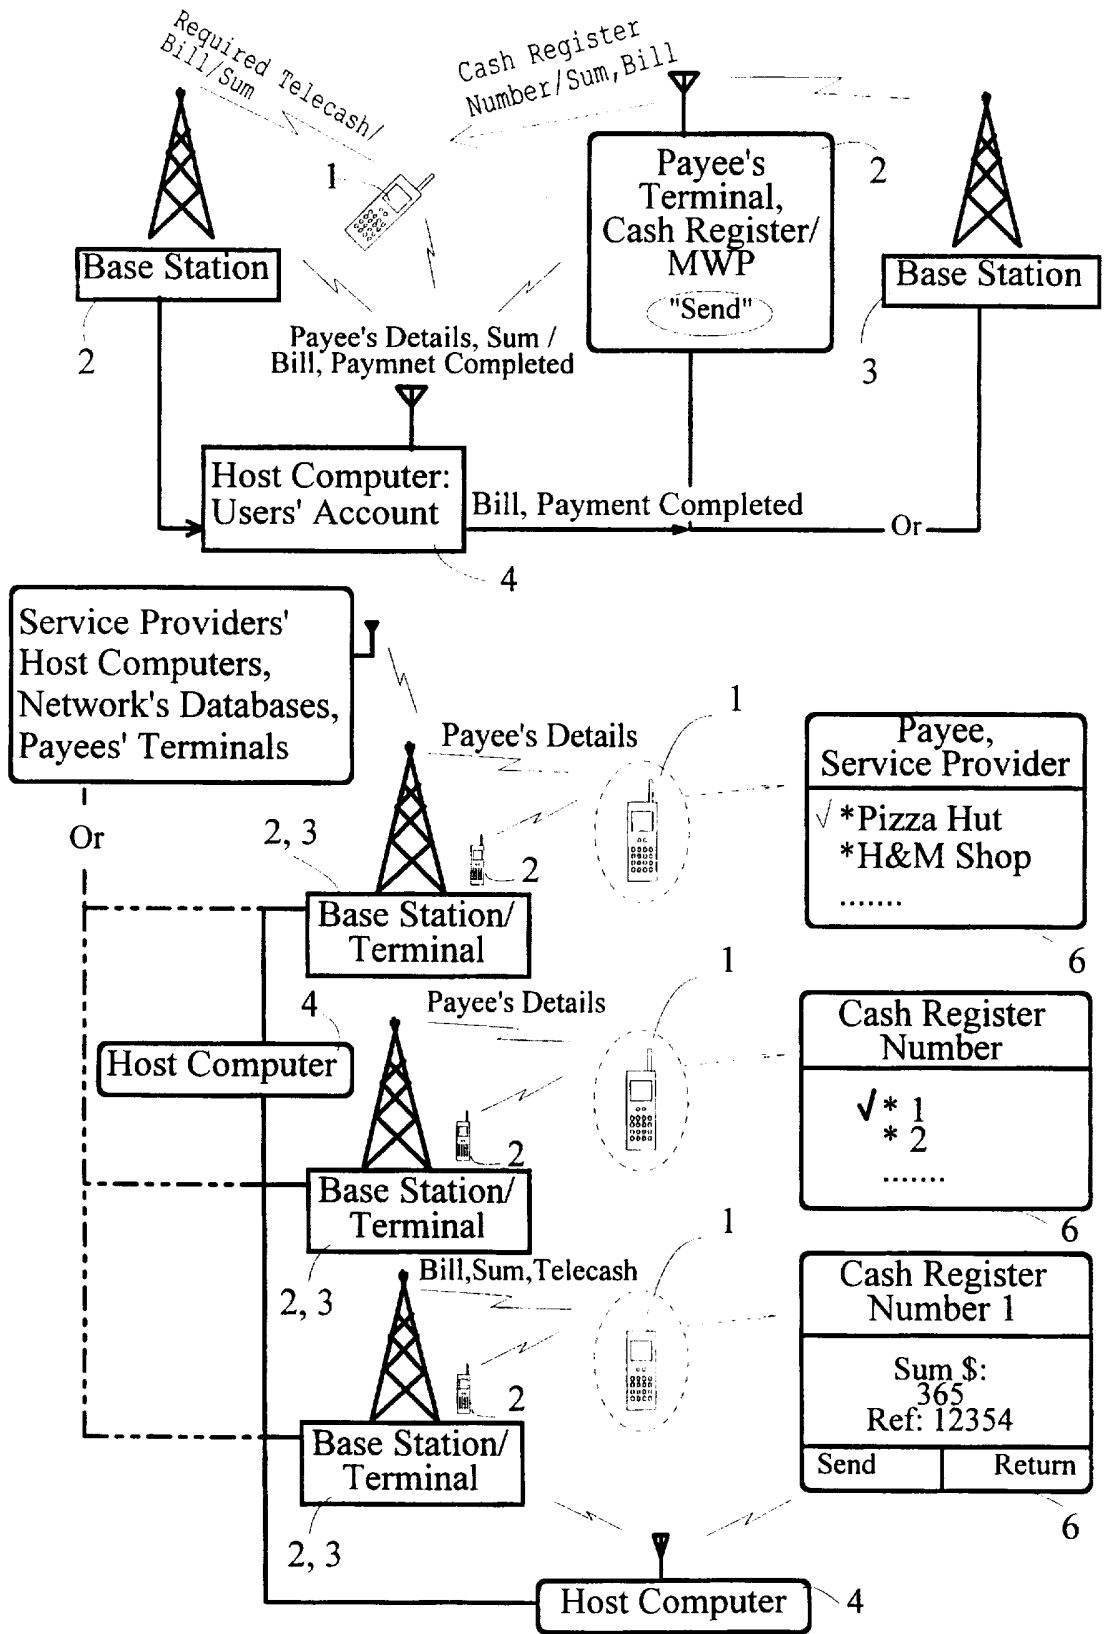 Required Telecash/
Bill/Sum
Cash Register
Number/Sum,Bill
1
Payee's
Terminal,
Cash Register/
MWP
"Send"
2
Base Station
2
Base Station
3
Payee's Details, Sum /
Bill, Paymnet Completed
Host Computer:
Users' Account
4
Bill, Payment Completed
Or
Service Providers'
Host Computers,
Network's Databases,
Payees' Terminals
Or
Payee's Details
1
2, 3
2
Base Station/
Terminal
Payee,
Service Provider
√ *Pizza Hut
*H&M Shop
.......
6
4
Host Computer
Payee's Details
1
2
Base Station/
Terminal
2, 3
Cash Register
Number
√ * 1
* 2
.......
6
Bill,Sum,Telecash
1
2
Base Station/
Terminal
2, 3
Cash Register
Number 1
Sum $:
365
Ref: 12354
Send Return
6
Host Computer
4